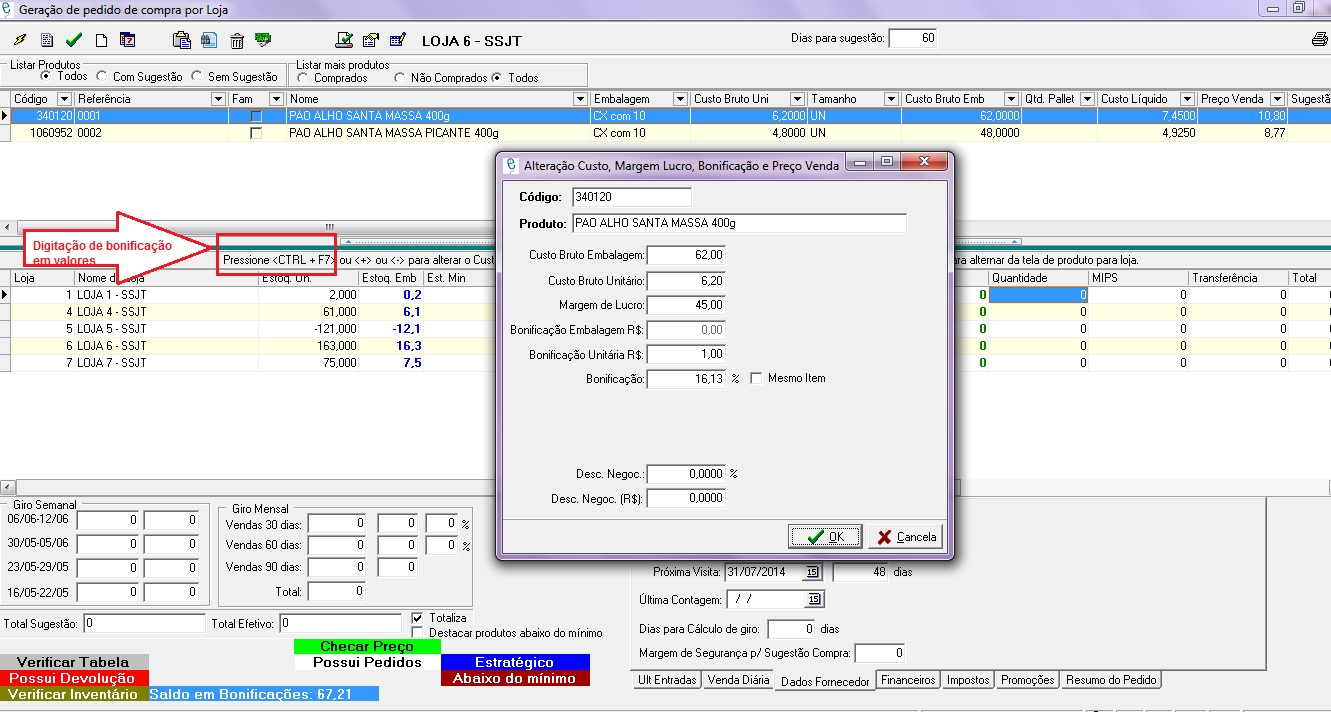 Geração de pedido de compra por Loja
LOJA 6 - SSJT
Dias para sugestão: 60
Listar Produtos
Todos Com Sugestão Sem Sugestão
Listar mais produtos
Comprados Não Comprados Todos
Código Referência Fam Nome Embalagem Custo Bruto Uni Tamanho Custo Bruto Emb Qtd. Pallet Custo Líquido Preço Venda Sugestã
340120 0001 PAO ALHO SANTA MASSA 400g CX com 10 6,2000 UN 62,0000 7,4500 10,80
1060952 0002 PAO ALHO SANTA MASSA PICANTE 400g CX com 10 4,8000 UN 48,0000 4,9250 8,77
Digitação de bonificação
em valores
Pressione <CTRL + F7> ou <+> ou <-> para alterar o Cust
ara alternar da tela de produto para loja.
Loja Nome da Loja Estoq. Un. Estoq. Emb Est. Min Quantidade MIPS Transferência Total
1 LOJA 1 - SSJT 2,000 0,2 0 0 0 0
4 LOJA 4 - SSJT 61,000 6,1 0 0 0 0
5 LOJA 5 - SSJT -121,000 -12,1 0 0 0 0
6 LOJA 6 - SSJT 163,000 16,3 0 0 0 0
7 LOJA 7 - SSJT 75,000 7,5 0 0 0 0
Alteração Custo, Margem Lucro, Bonificação e Preço Venda
Código: 340120
Produto: PAO ALHO SANTA MASSA 400g
Custo Bruto Embalagem: 62,00
Custo Bruto Unitário: 6,20
Margem de Lucro: 45,00
Bonificação Embalagem R$: 0,00
Bonificação Unitária R$: 1,00
Bonificação: 16,13 % Mesmo Item
Desc. Negoc.: 0,0000 %
Desc. Negoc. (R$): 0,0000
OK Cancela
Giro Semanal
06/06-12/06 0 0
30/05-05/06 0 0
23/05-29/05 0 0
16/05-22/05 0 0
Giro Mensal
Vendas 30 dias: 0 0 0 %
Vendas 60 dias: 0 0 0 %
Vendas 90 dias: 0 0
Total: 0
Total Sugestão: 0 Total Efetivo: 0
Totaliza
Destacar produtos abaixo do mínimo
Checar Preço
Verificar Tabela Possui Pedidos Estratégico
Possui Devolução Abaixo do mínimo
Verificar Inventário Saldo em Bonificações: 67,21
Próxima Visita: 31/07/2014 15 48 dias
Última Contagem: / / 15
Dias para Cálculo de giro: 0 dias
Margem de Segurança p/ Sugestão Compra: 0
Ult Entradas Venda Diária Dados Fornecedor Financeiros Impostos Promoções Resumo do Pedido